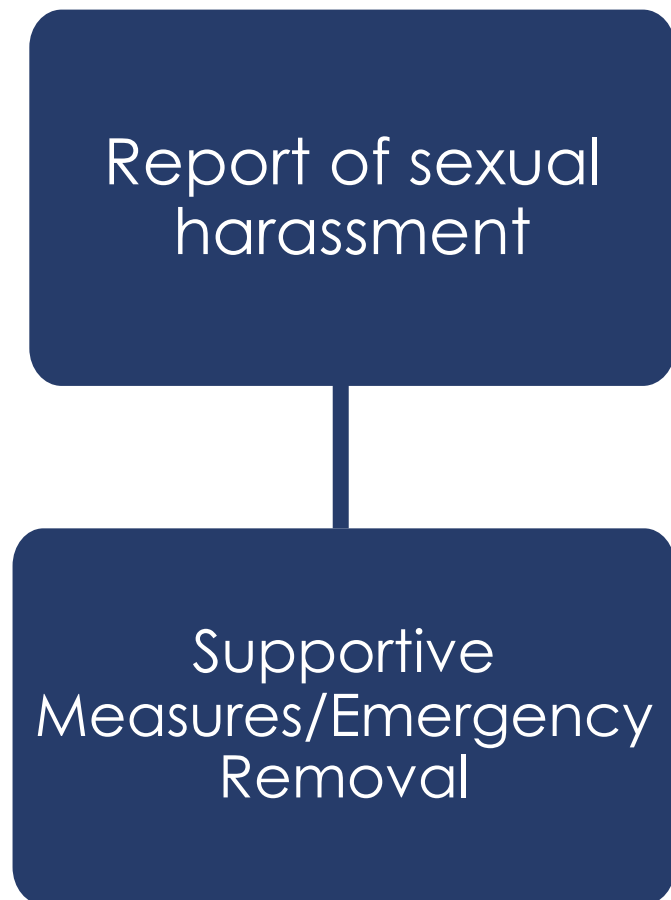 Report of sexual
harassment
Supportive
Measures/Emergency
Removal